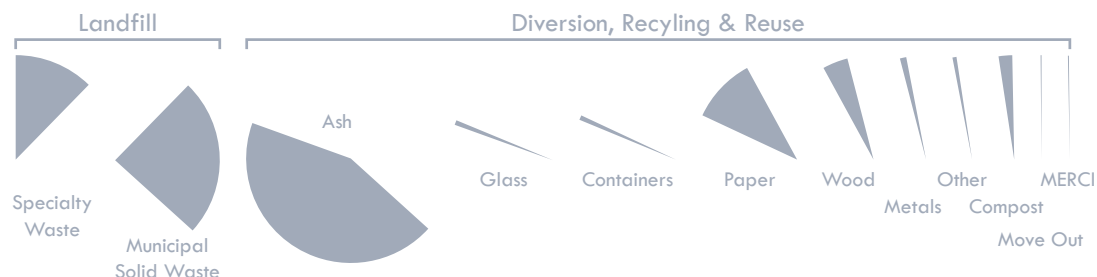 Landfill
Diversion, Recyling & Reuse
Ash
Specialty
Waste
Municipal
Solid Waste
Glass
Containers
Paper
Wood
Metals
Other
Compost
MERCI
Move Out